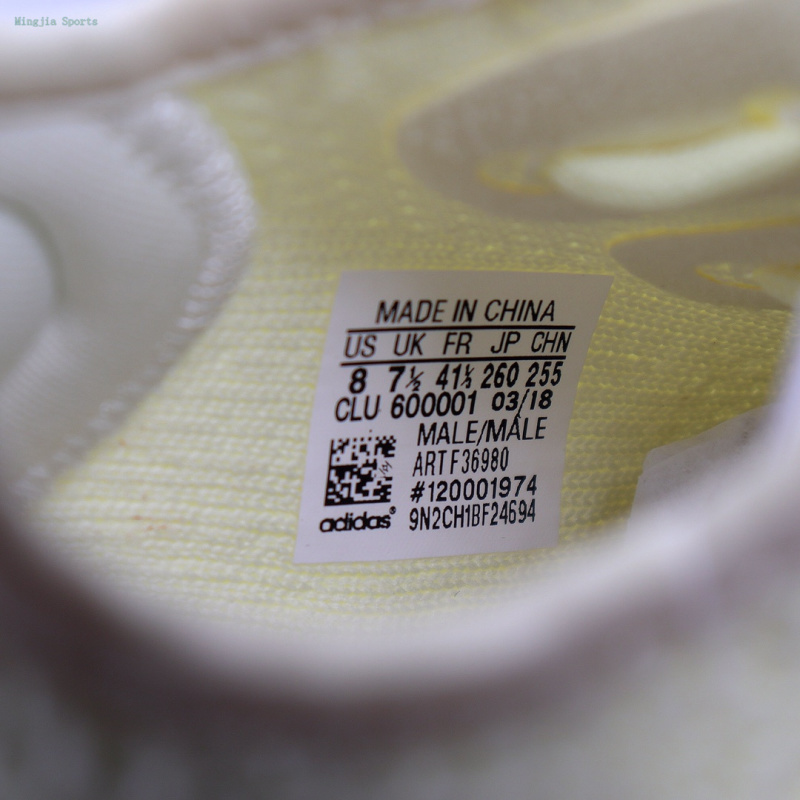 Mingjia Sports
MADE IN CHINA
US UK FR JP CHN
8 7½ 41⅓ 260 255
CLU 600001 03/18
MALE/MÂLE
ART F36980
#120001974
adidas® 9N2CH1BF24694